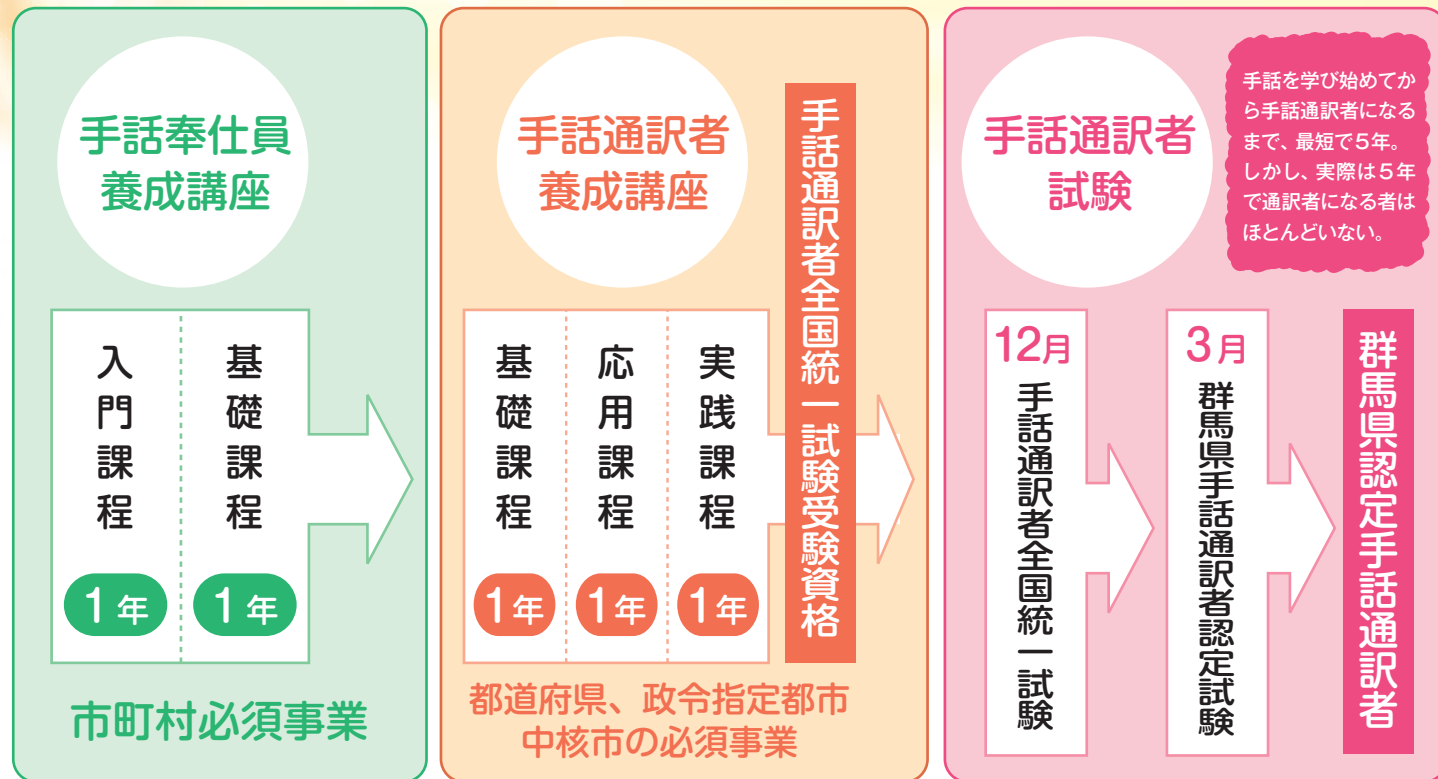 手話奉仕員
養成講座
入門課程
1年
基礎課程
1年
市町村必須事業
手話通訳者
養成講座
基礎課程
1年
応用課程
1年
実践課程
1年
手話通訳者全国統一試験受験資格
都道府県、政令指定都市
中核市の必須事業
手話通訳者
試験
手話を学び始めてか
ら手話通訳者になる
まで、最短で5年。
しかし、実際は5年
で通訳者になる者は
ほとんどいない。
12月
手話通訳者全国統一試験
3月
群馬県手話通訳者認定試験
群馬県認定手話通訳者